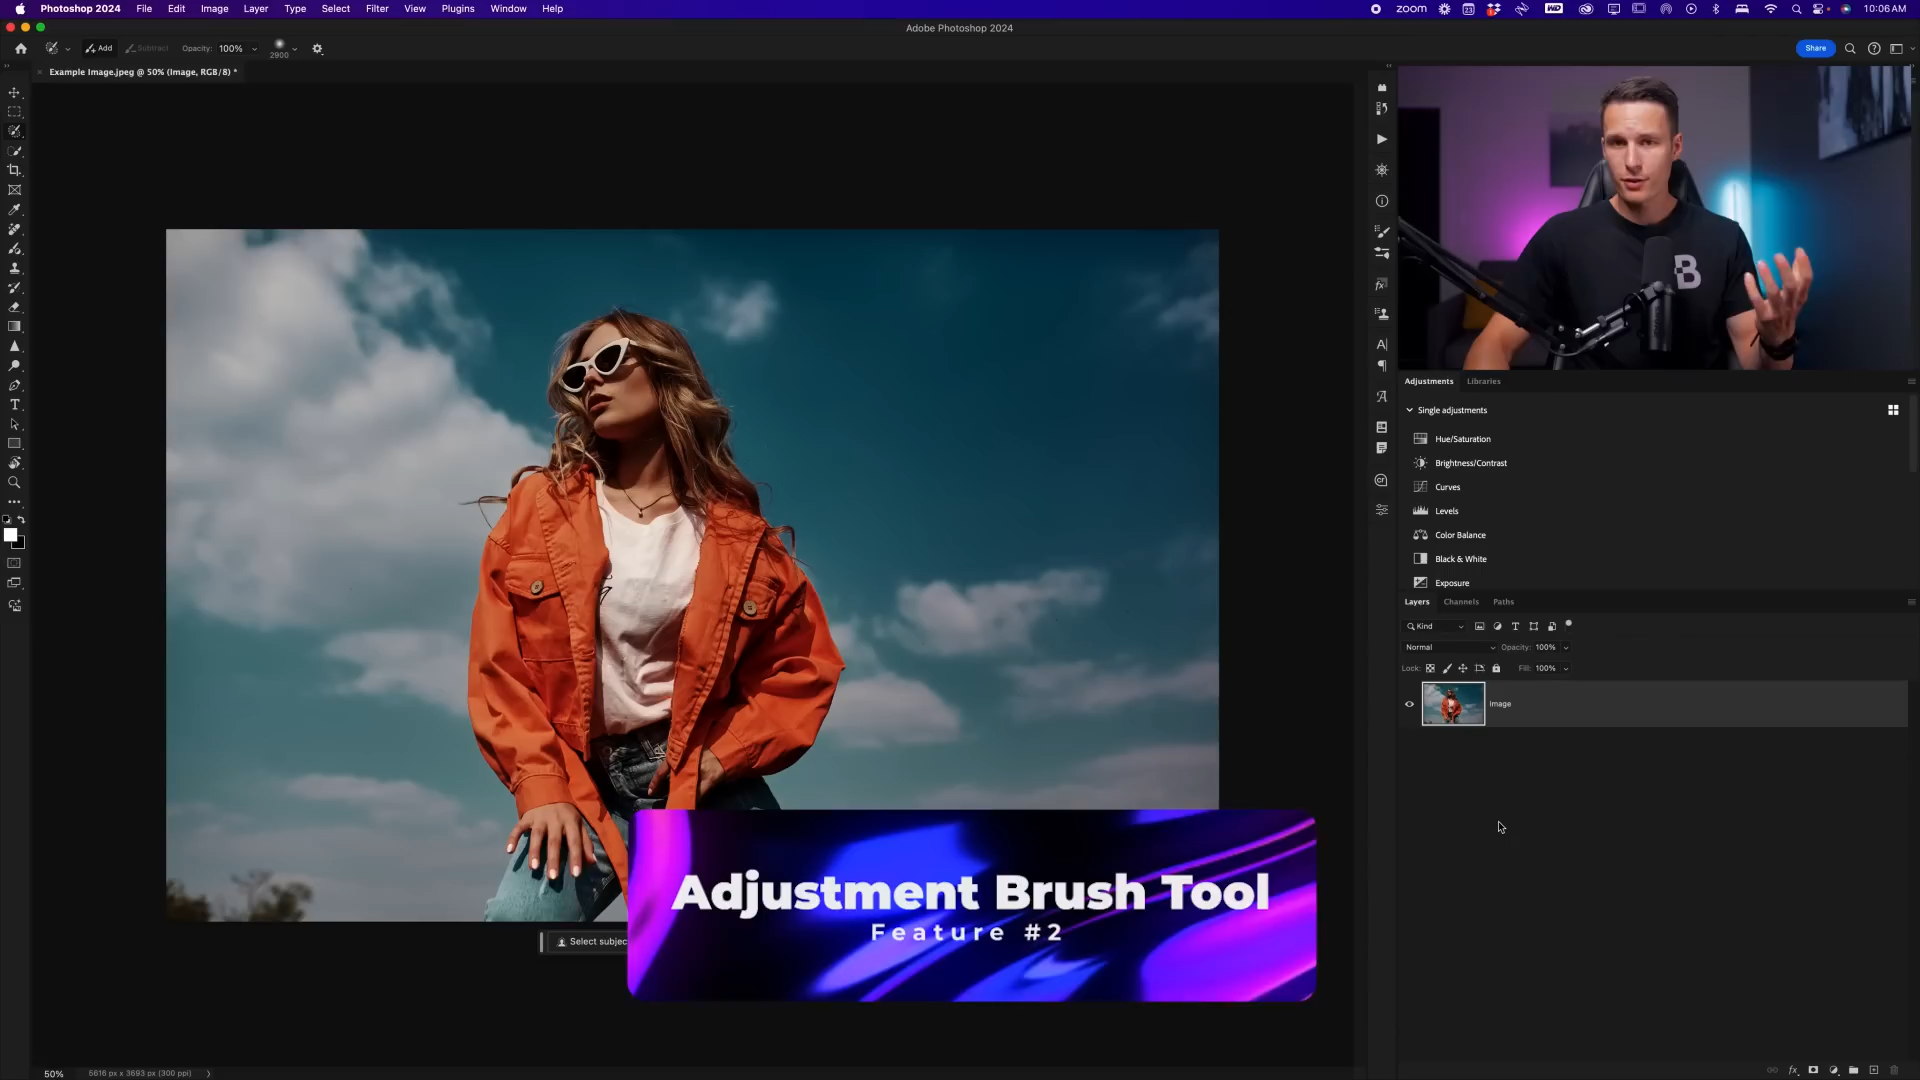 Photoshop 2024 File Edit Image Layer Type Select Filter View Plugins Window Help
zoom 10:06 AM
Adobe Photoshop 2024
Add Subtract Opacity: 100% 2900 Share
Example Image.jpeg @ 50% (Image, RGB/8) *
B
Adjustments Libraries
Single adjustments
Hue/Saturation
Brightness/Contrast
Curves
Levels
Color Balance
Black & White
Exposure
Layers Channels Paths
Kind
Normal Opacity: 100%
Lock: Fill: 100%
Image
Adjustment Brush Tool
Feature #2
Select subjec
50% 5616 px x 3693 px (300 ppi)